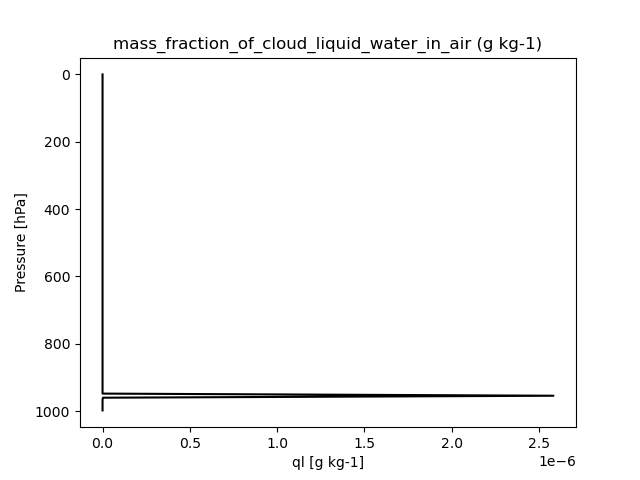 mass_fraction_of_cloud_liquid_water_in_air (g kg-1)
0
200
400
600
800
1000
Pressure [hPa]
0.0 0.5 1.0 1.5 2.0 2.5
1e−6
ql [g kg-1]